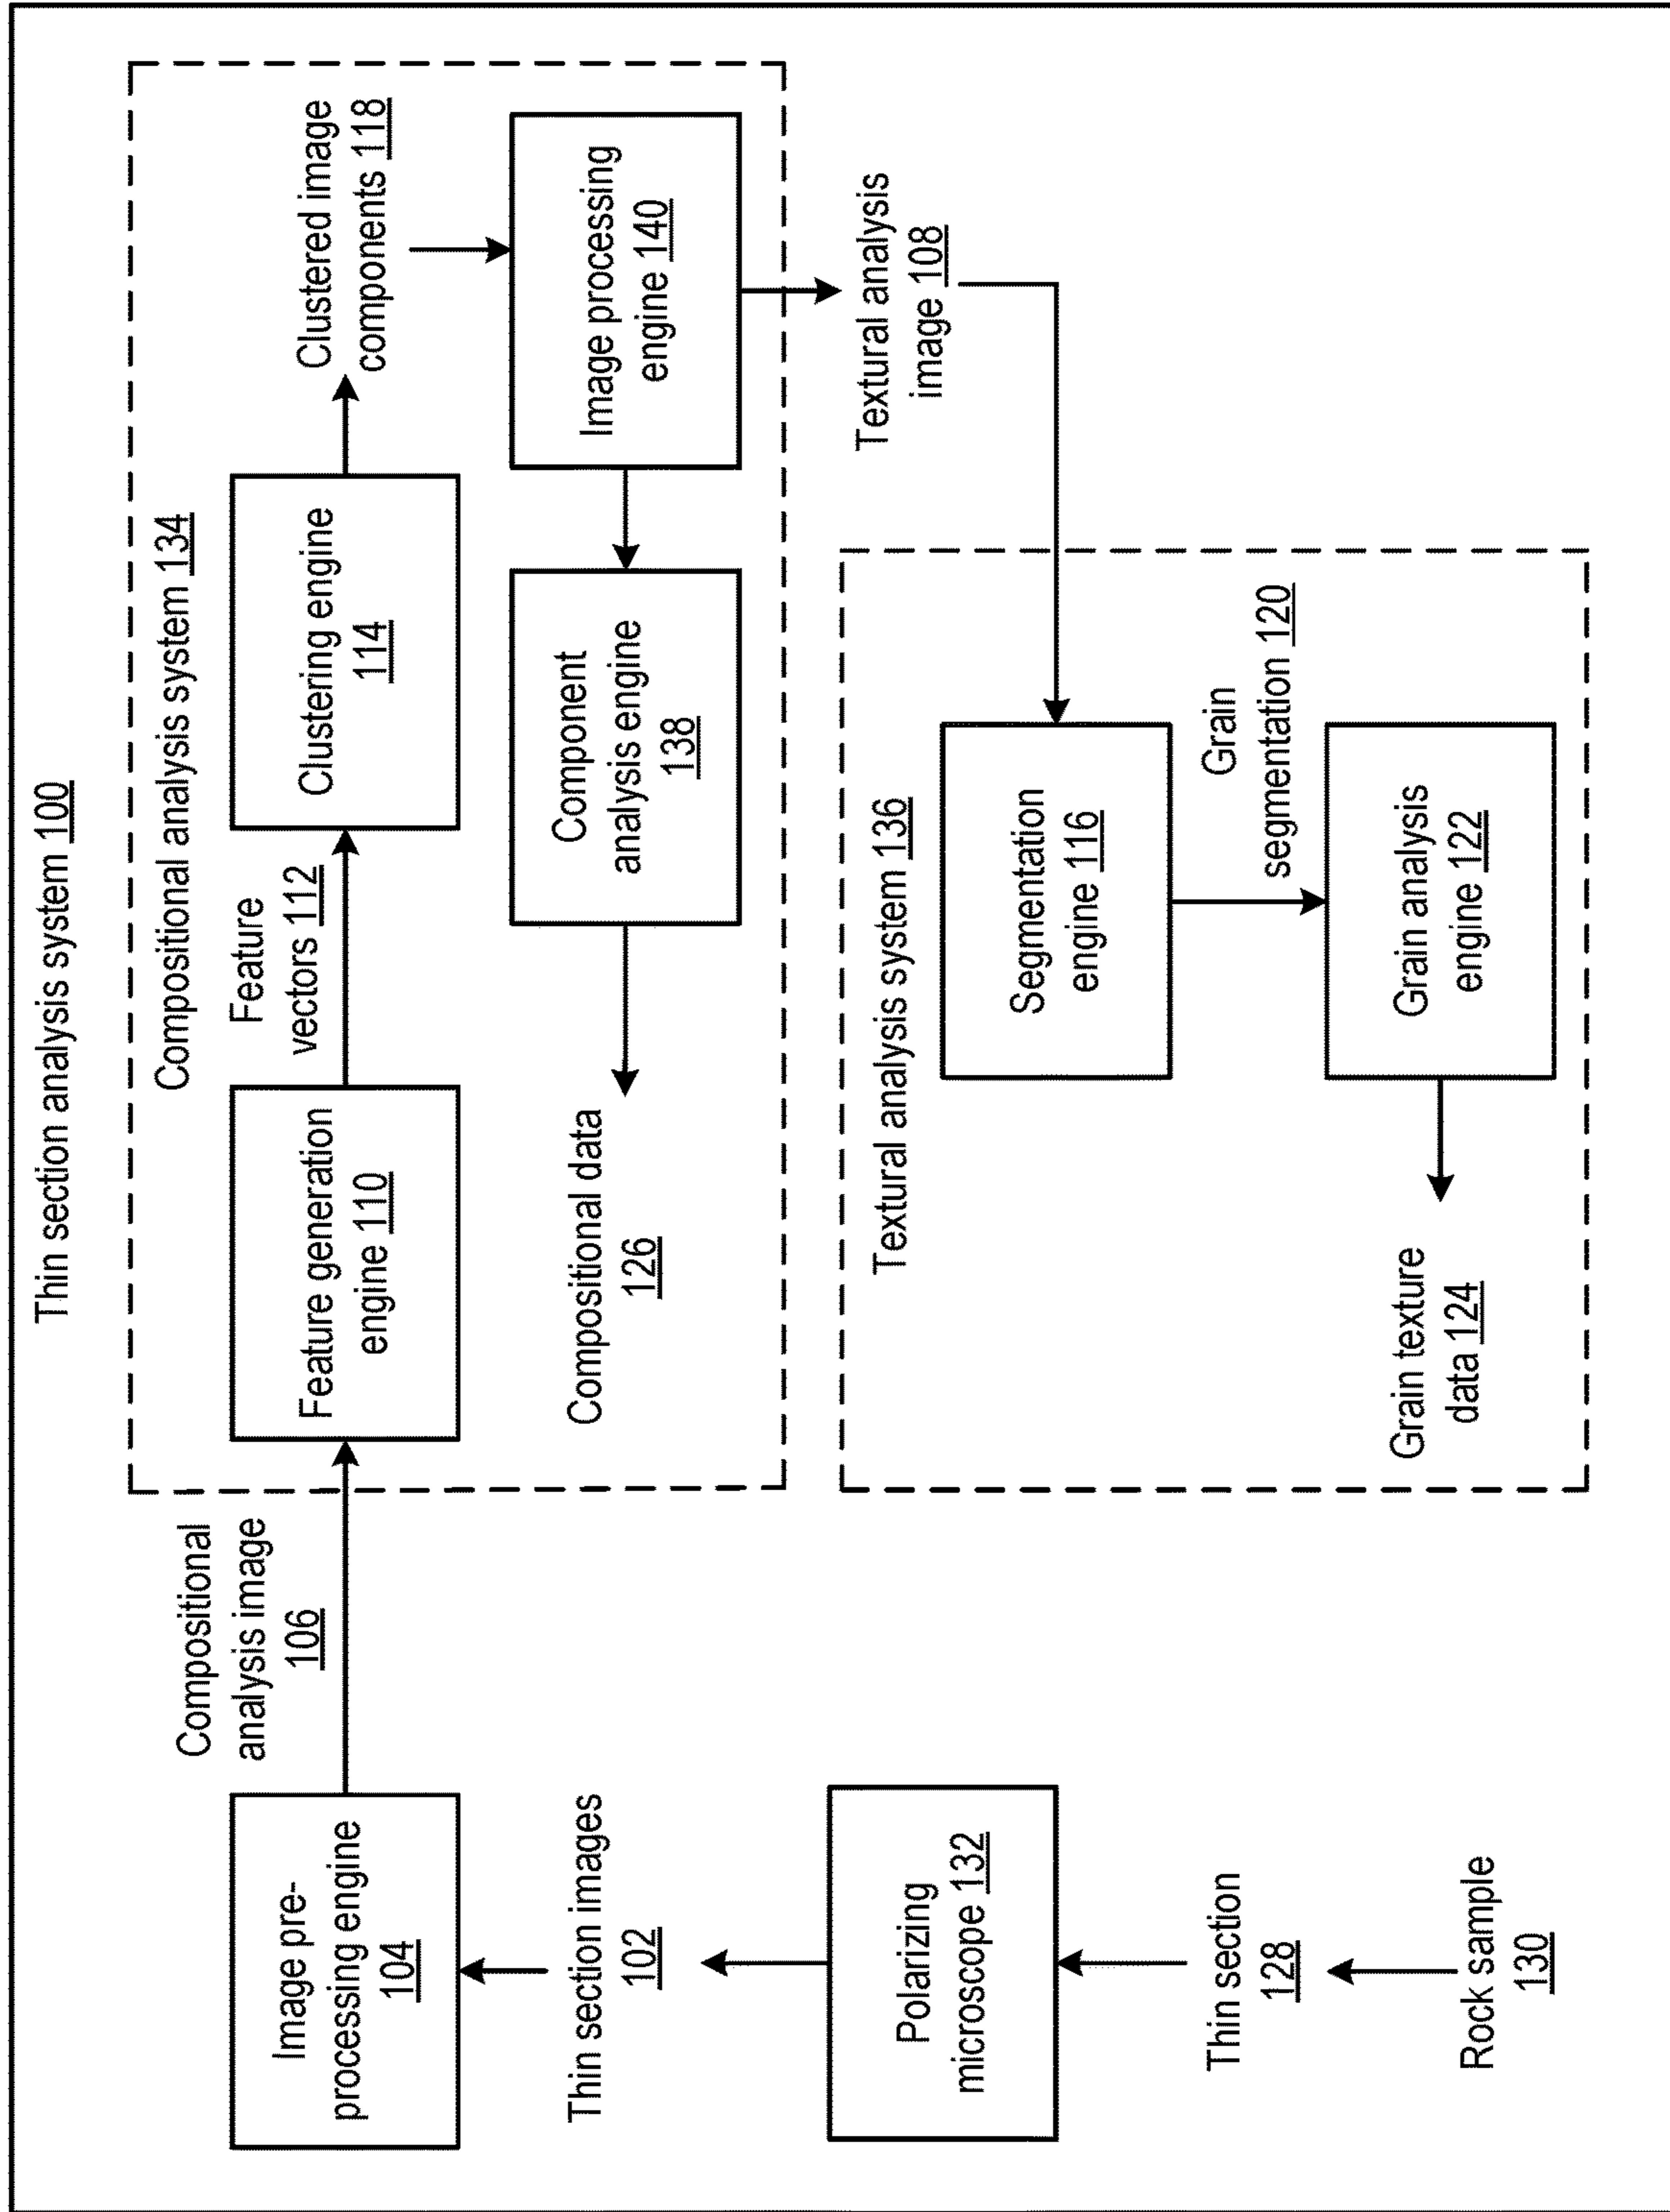 Thin section analysis system 100
Compositional analysis system 134
Compositional
analysis image
106
Image pre-
processing engine
104
Feature generation
engine 110
Feature
vectors 112
Clustering engine
114
Clustered image
components 118
Thin section images
102
Compositional data
126
Component
analysis engine
138
Image processing
engine 140
Textural analysis
image 108
Polarizing
microscope 132
Textural analysis system 136
Segmentation
engine 116
Thin section
128
Grain
segmentation 120
Rock sample
130
Grain texture
data 124
Grain analysis
engine 122